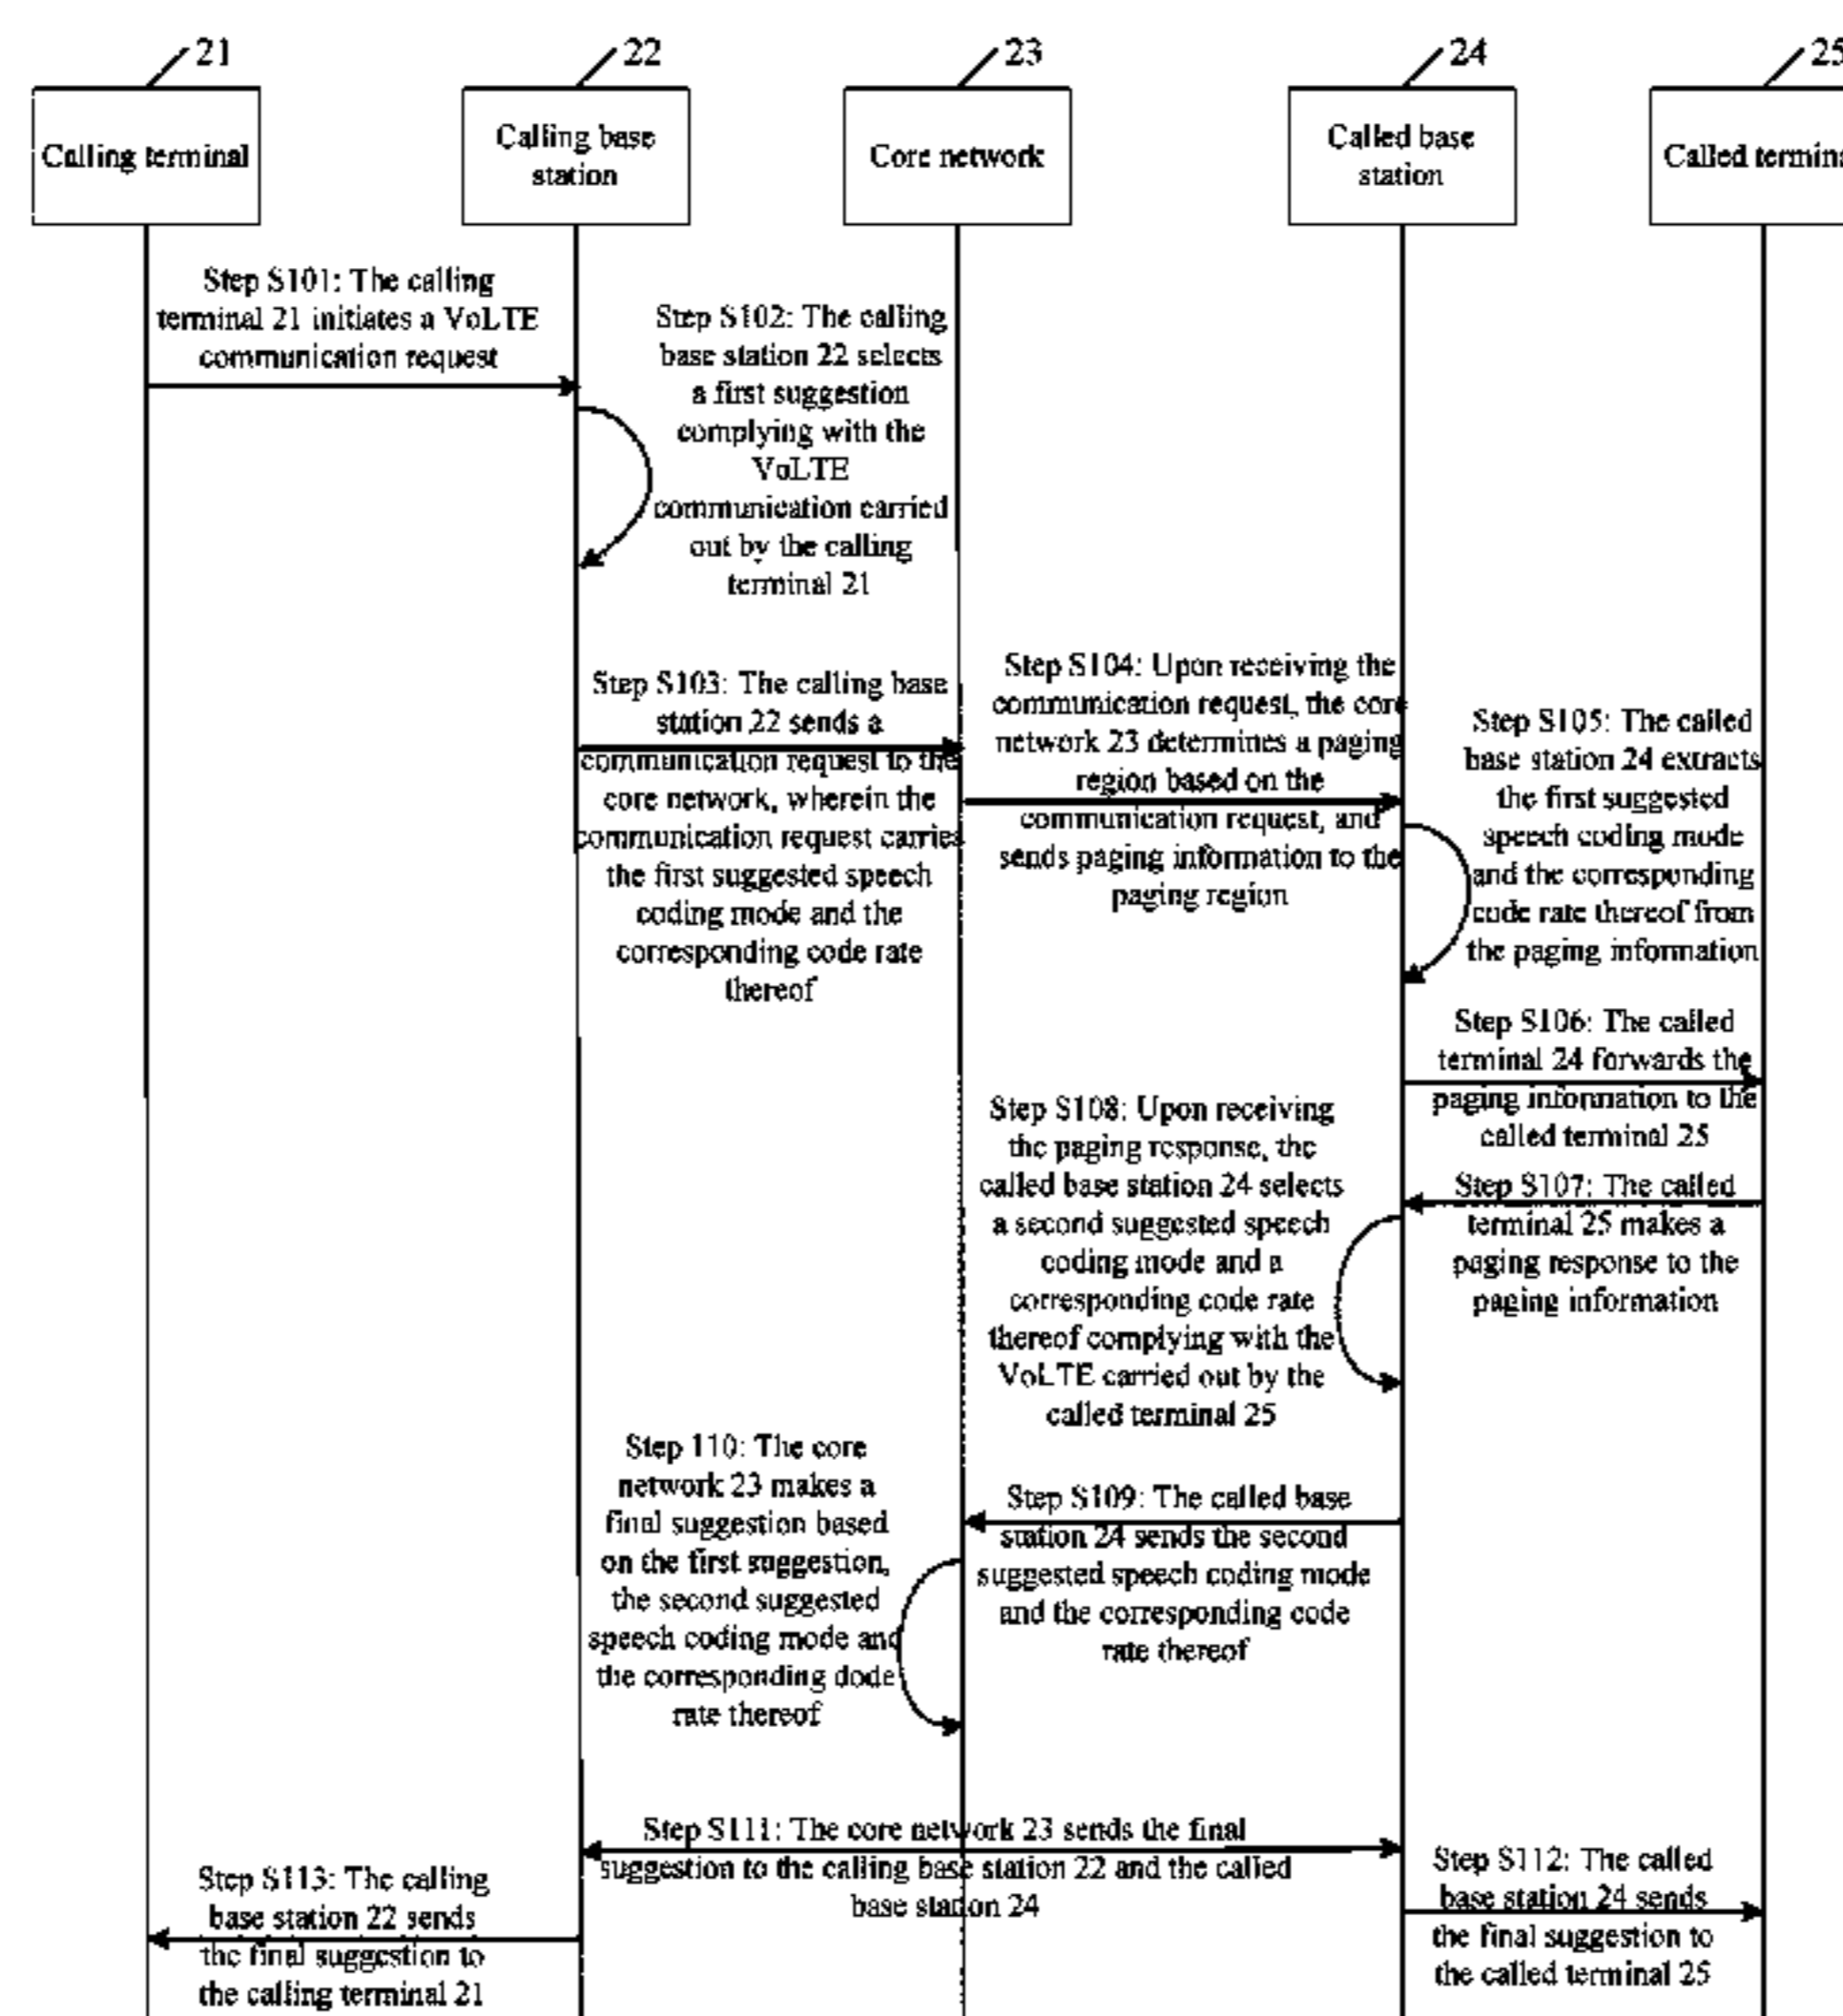 21
22
23
24
25
Calling terminal
Calling base
station
Core network
Called base
station
Called termina
Step S101: The calling
terminal 21 initiates a VoLTE
communication request
Step S102: The calling
base station 22 selects
a first suggestion
complying with the
VoLTE
communication carried
out by the calling
terminal 21
Step S103: The calling base
station 22 sends a
communication request to the
core network, wherein the
communication request carries
the first suggested speech
coding mode and the
corresponding code rate
thereof
Step S104: Upon receiving the
communication request, the core
network 23 determines a paging
region based on the
communication request, and
sends paging information to the
paging region
Step S105: The called
base station 24 extracts
the first suggested
speech coding mode
and the corresponding
code rate thereof from
the paging information
Step S106: The called
terminal 24 forwards the
paging information to the
called terminal 25
Step S107: The called
terminal 25 makes a
paging response to the
paging information
Step S108: Upon receiving
the paging response, the
called base station 24 selects
a second suggested speech
coding mode and a
corresponding code rate
thereof complying with the
VoLTE carried out by the
called terminal 25
Step S109: The called base
station 24 sends the second
suggested speech coding mode
and the corresponding code
rate thereof
Step 110: The core
network 23 makes a
final suggestion based
on the first suggestion,
the second suggested
speech coding mode and
the corresponding dode
rate thereof
Step S111: The core network 23 sends the final
suggestion to the calling base station 22 and the called
base station 24
Step S112: The called
base station 24 sends
the final suggestion to
the called terminal 25
Step S113: The calling
base station 22 sends
the final suggestion to
the calling terminal 21